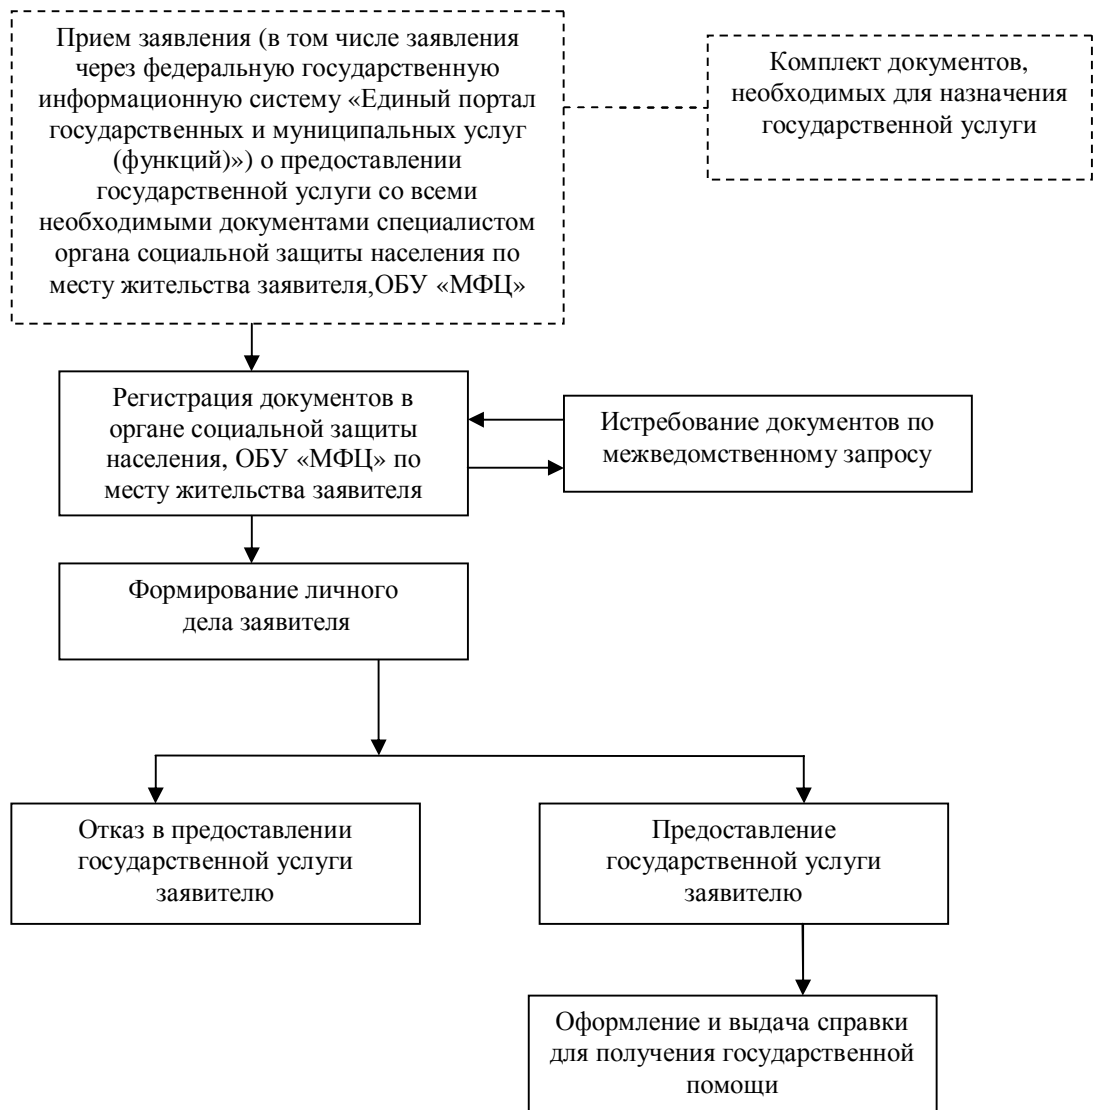 Прием заявления (в том числе заявления
через федеральную государственную
информационную систему «Единый портал
государственных и муниципальных услуг
(функций)») о предоставлении
государственной услуги со всеми
необходимыми документами специалистом
органа социальной защиты населения по
месту жительства заявителя,ОБУ «МФЦ»
Комплект документов,
необходимых для назначения
государственной услуги
Регистрация документов в
органе социальной защиты
населения, ОБУ «МФЦ» по
месту жительства заявителя
Истребование документов по
межведомственному запросу
Формирование личного
дела заявителя
Отказ в предоставлении
государственной услуги
заявителю
Предоставление
государственной услуги
заявителю
Оформление и выдача справки
для получения государственной
помощи